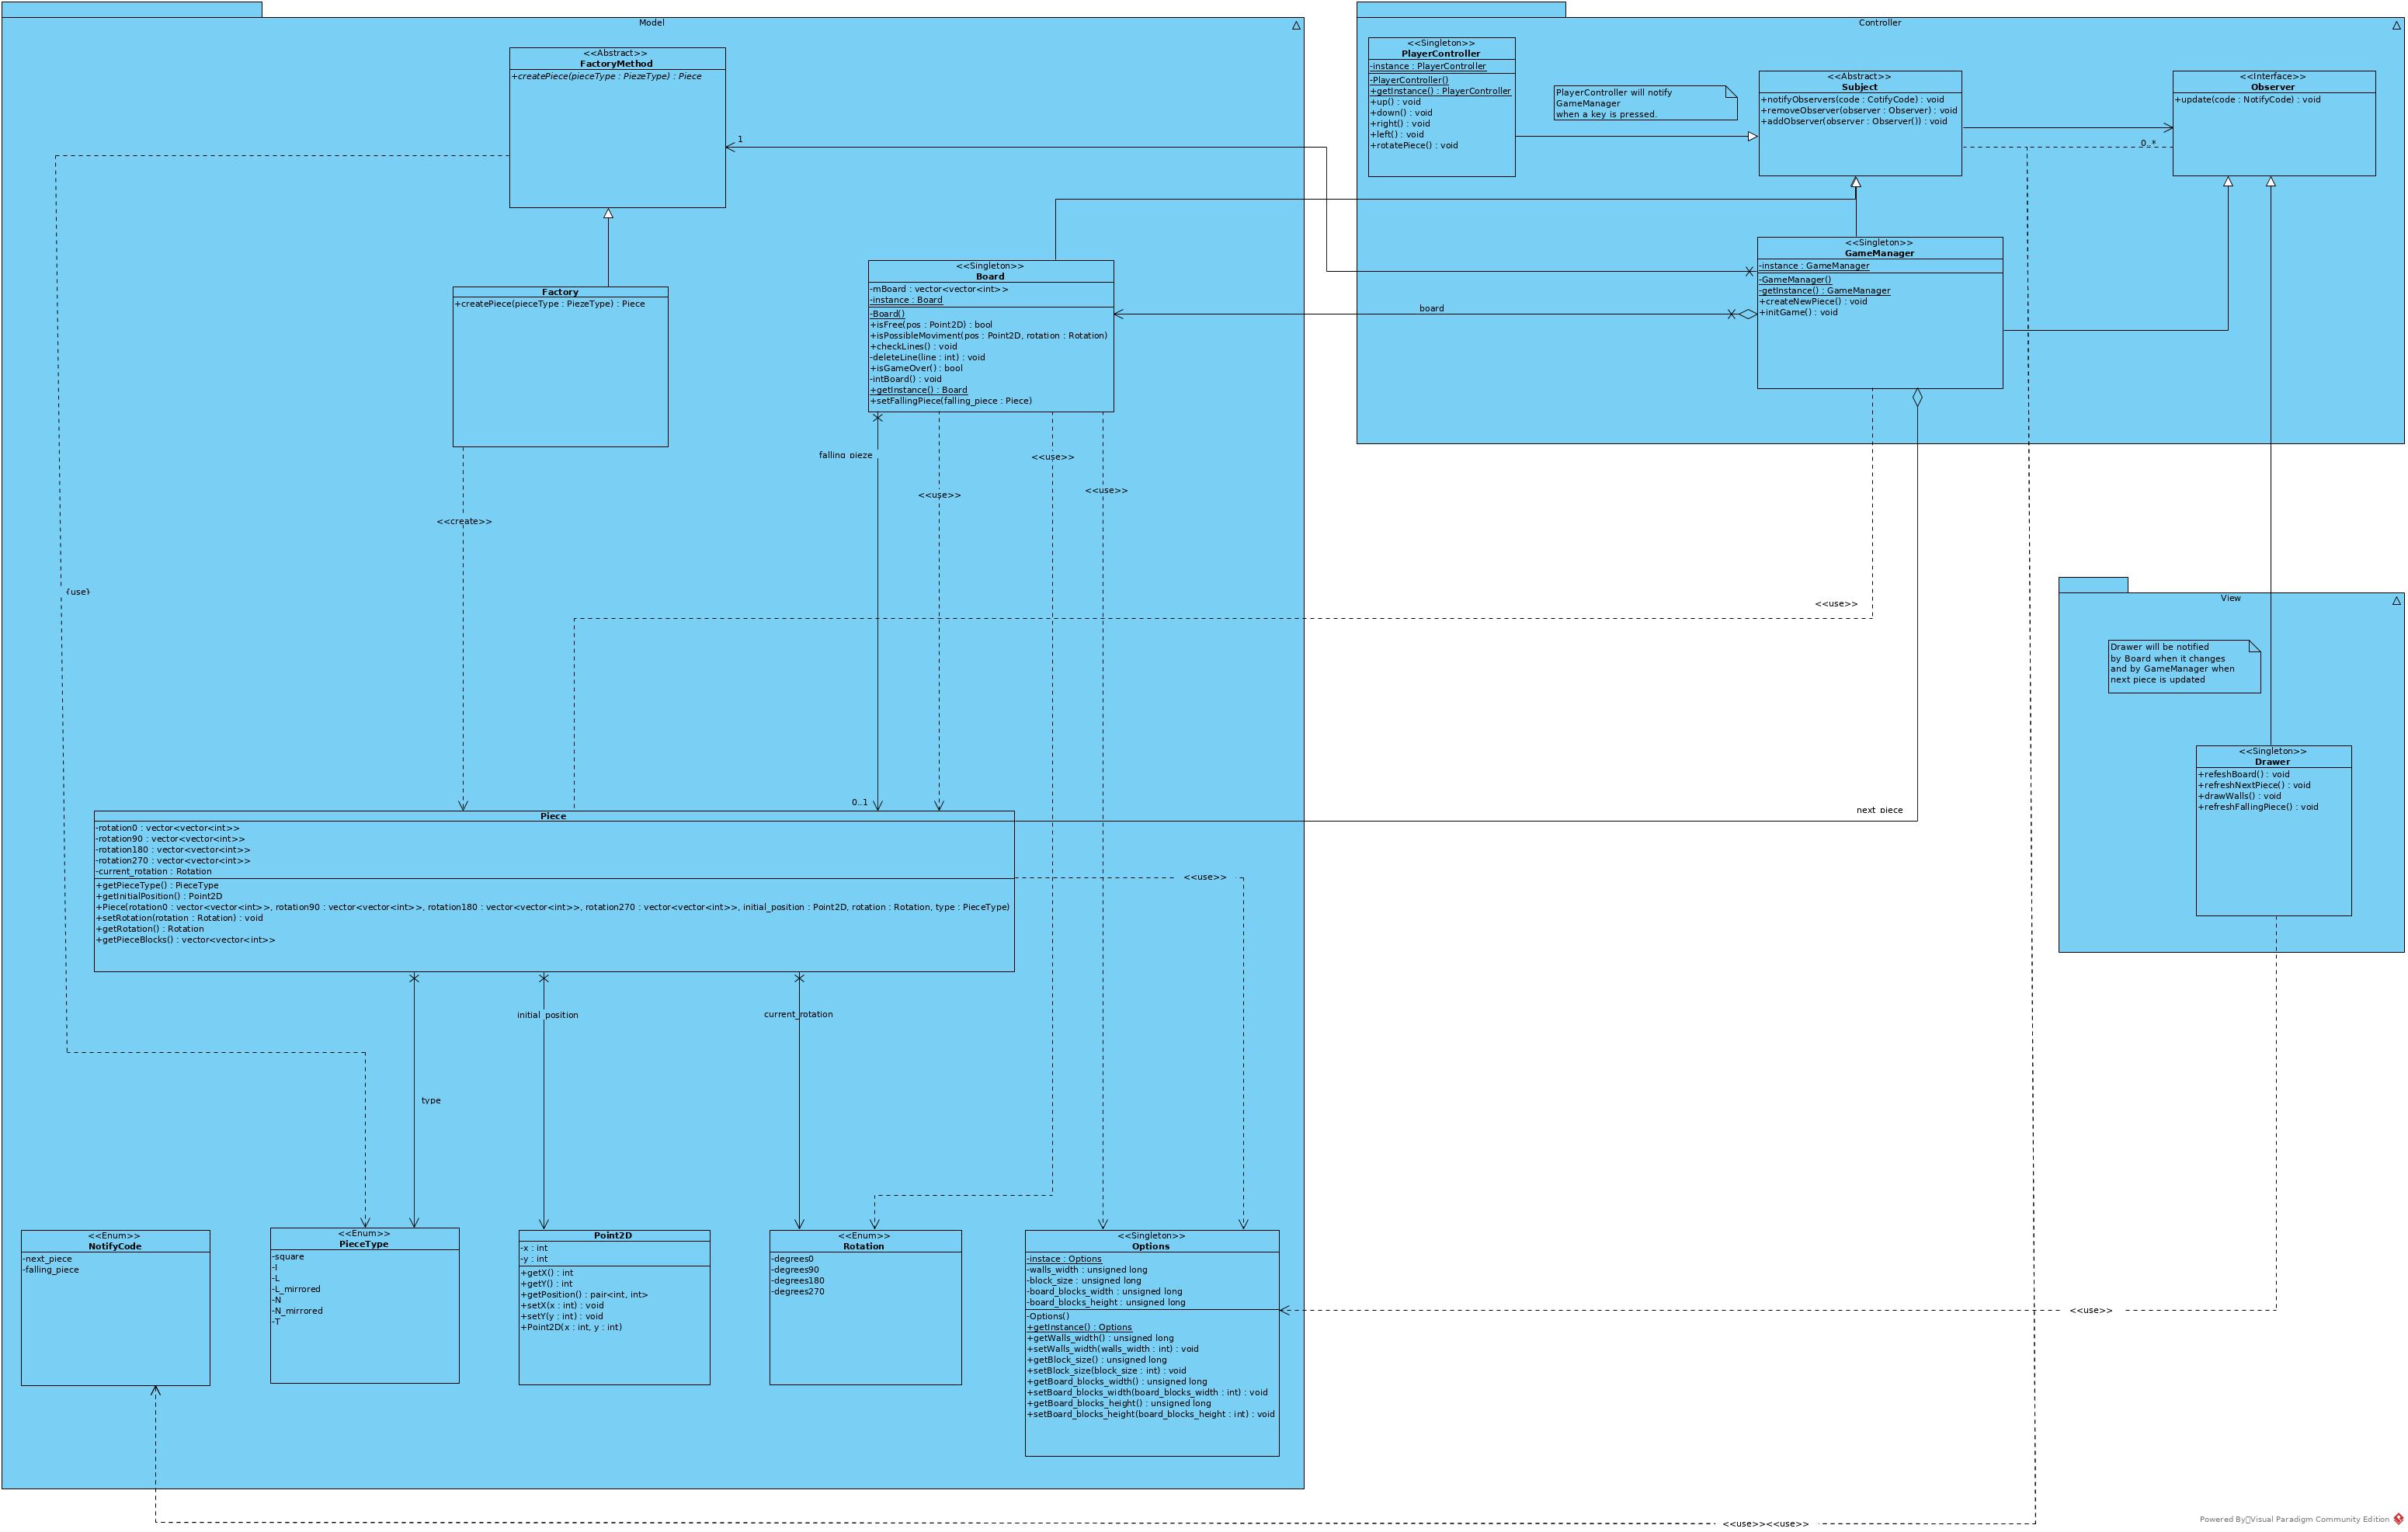 Model
<<Abstract>>
FactoryMethod
+createPiece(pieceType : PiezeType) : Piece
1
Factory
+createPiece(pieceType : PiezeType) : Piece
<<Singleton>>
Board
-mBoard : vector<vector<int>>
-instance : Board
-Board()
+isFree(pos : Point2D) : bool
+isPossibleMoviment(pos : Point2D, rotation : Rotation)
+checkLines() : void
-deleteLine(line : int) : void
+isGameOver() : bool
-intBoard() : void
+getInstance() : Board
+setFallingPiece(falling_piece : Piece)
falling_pieze
<<use>>
<<use>>
<<use>>
<<create>>
{use}
0..1
Piece
-rotation0 : vector<vector<int>>
-rotation90 : vector<vector<int>>
-rotation180 : vector<vector<int>>
-rotation270 : vector<vector<int>>
-current_rotation : Rotation
+getPieceType() : PieceType
+getInitialPosition() : Point2D
+Piece(rotation0 : vector<vector<int>>, rotation90 : vector<vector<int>>, rotation180 : vector<vector<int>>, rotation270 : vector<vector<int>>, initial_position : Point2D, rotation : Rotation, type : PieceType)
+setRotation(rotation : Rotation) : void
+getRotation() : Rotation
+getPieceBlocks() : vector<vector<int>>
<<use>>
initial_position
current_rotation
type
<<Enum>>
NotifyCode
-next_piece
-falling_piece
<<Enum>>
PieceType
-square
-I
-L
-L_mirrored
-N
-N_mirrored
-T
Point2D
-x : int
-y : int
+getX() : int
+getY() : int
+getPosition() : pair<int, int>
+setX(x : int) : void
+setY(y : int) : void
+Point2D(x : int, y : int)
<<Enum>>
Rotation
-degrees0
-degrees90
-degrees180
-degrees270
<<Singleton>>
Options
-instace : Options
-walls_width : unsigned long
-block_size : unsigned long
-board_blocks_width : unsigned long
-board_blocks_height : unsigned long
-Options()
+getInstance() : Options
+getWalls_width() : unsigned long
+setWalls_width(walls_width : int) : void
+getBlock_size() : unsigned long
+setBlock_size(block_size : int) : void
+getBoard_blocks_width() : unsigned long
+setBoard_blocks_width(board_blocks_width : int) : void
+getBoard_blocks_height() : unsigned long
+setBoard_blocks_height(board_blocks_height : int) : void
Controller
<<Singleton>>
PlayerController
-instance : PlayerController
-PlayerController()
+getInstance() : PlayerController
+up() : void
+down() : void
+right() : void
+left() : void
+rotatePiece() : void
PlayerController will notify
GameManager
when a key is pressed.
<<Abstract>>
Subject
+notifyObservers(code : CotifyCode) : void
+removeObserver(observer : Observer) : void
+addObserver(observer : Observer()) : void
<<Interface>>
Observer
+update(code : NotifyCode) : void
0..*
<<Singleton>>
GameManager
-instance : GameManager
-GameManager()
-getInstance() : GameManager
+createNewPiece() : void
+initGame() : void
board
<<use>>
next_piece
View
Drawer will be notified
by Board when it changes
and by GameManager when
next piece is updated
<<Singleton>>
Drawer
+refeshBoard() : void
+refreshNextPiece() : void
+drawWalls() : void
+refreshFallingPiece() : void
<<use>>
<<use>><<use>>
Powered By Visual Paradigm Community Edition